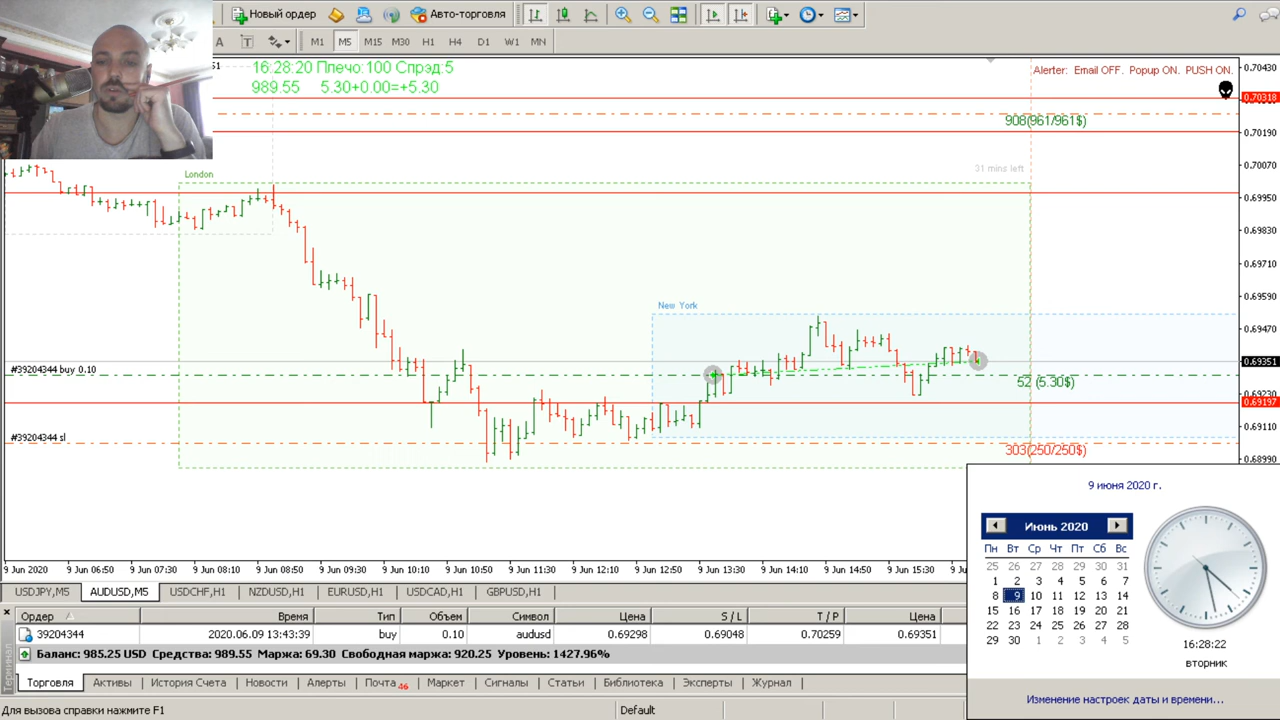 Новый ордер
Авто-торговля
A
T
M1 M5 M15 M30 H1 H4 D1 W1 MN
51
16:28:20 Плечо:100 Спрэд:5
989.55 5.30+0.00=+5.30
Alerter: Email OFF. Popup ON. PUSH ON.
0.70430
0.70318
908(961/961$)
0.70190
31 mins left
0.70070
London
0.69950
0.69830
0.69710
0.69590
New York
0.69470
0.69351
#39204344 buy 0.10
52 (5.30$)
0.69230
0.69197
0.69110
#39204344 sl
303(250/250$)
0.68990
9 июня 2020 г.
Июнь 2020
Пн Вт Ср Чт Пт Сб Вс
25 26 27 28 29 30 31
1 2 3 4 5 6 7
8 9 10 11 12 13 14
15 16 17 18 19 20 21
22 23 24 25 26 27 28
29 30 1 2 3 4 5
16:28:22
вторник
Изменение настроек даты и времени...
9 Jun 2020 9 Jun 06:50 9 Jun 07:30 9 Jun 08:10 9 Jun 08:50 9 Jun 09:30 9 Jun 10:10 9 Jun 10:50 9 Jun 11:30 9 Jun 12:10 9 Jun 12:50 9 Jun 13:30 9 Jun 14:10 9 Jun 14:50 9 Jun 15:30 9 Ju
USDJPY,M5 AUDUSD,M5 USDCHF,H1 NZDUSD,H1 EURUSD,H1 USDCAD,H1 GBPUSD,H1
Ордер Время Тип Объем Символ Цена S / L T / P Цена
39204344 2020.06.09 13:43:39 buy 0.10 audusd 0.69298 0.69048 0.70259 0.69351
Баланс: 985.25 USD Средства: 989.55 Маржа: 69.30 Свободная маржа: 920.25 Уровень: 1427.96%
Терминал
Торговля Активы История Счета Новости Алерты Почта 46 Маркет Сигналы Статьи Библиотека Эксперты Журнал
Для вызова справки нажмите F1
Default